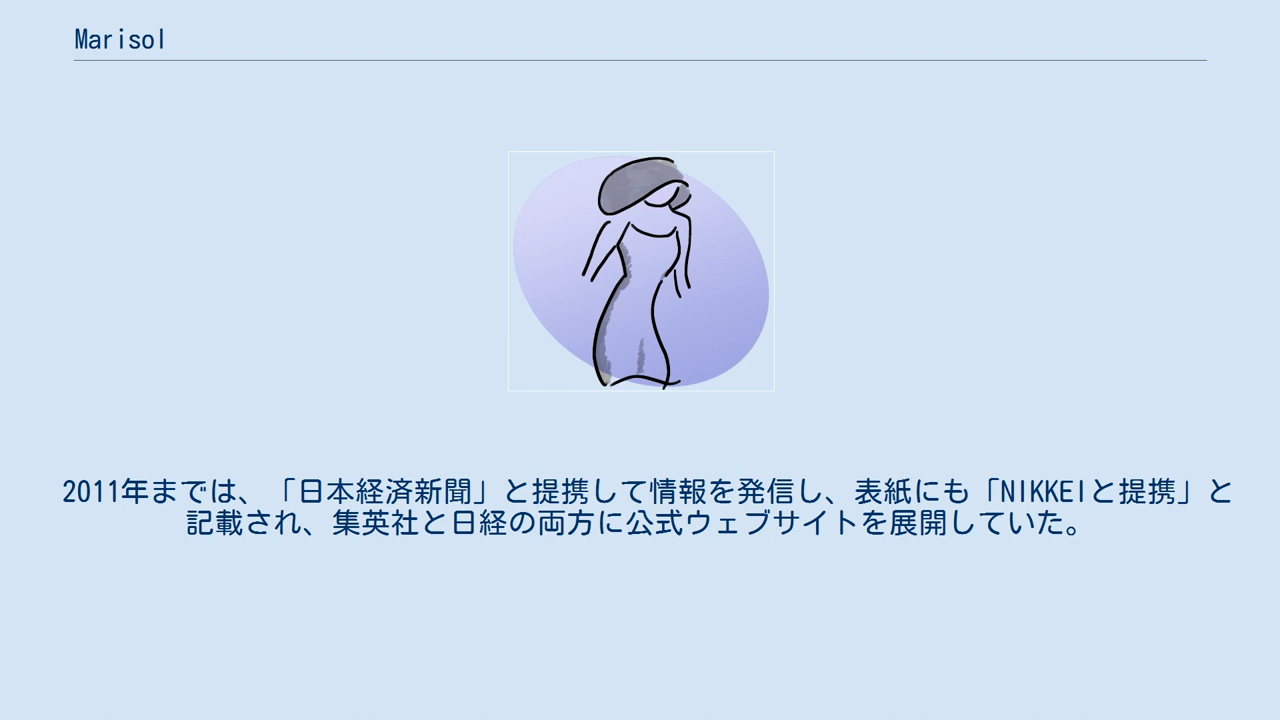 Marisol
2011年までは、「日本経済新聞」と提携して情報を発信し、表紙にも「NIKKEIと提携」と
記載され、集英社と日経の両方に公式ウェブサイトを展開していた。